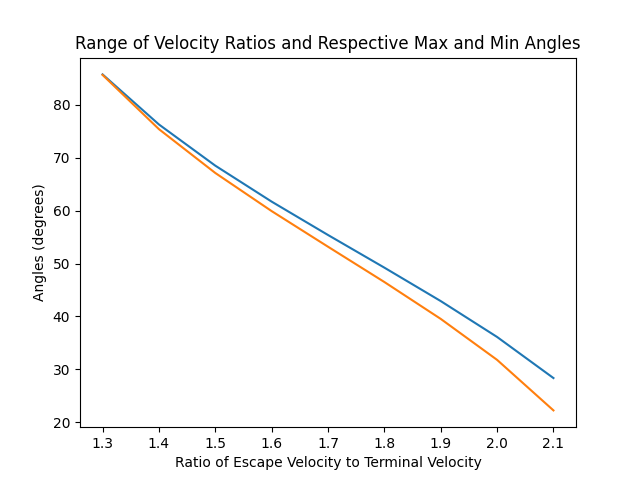 Range of Velocity Ratios and Respective Max and Min Angles
Angles (degrees)
80
70
60
50
40
30
20
1.3 1.4 1.5 1.6 1.7 1.8 1.9 2.0 2.1
Ratio of Escape Velocity to Terminal Velocity